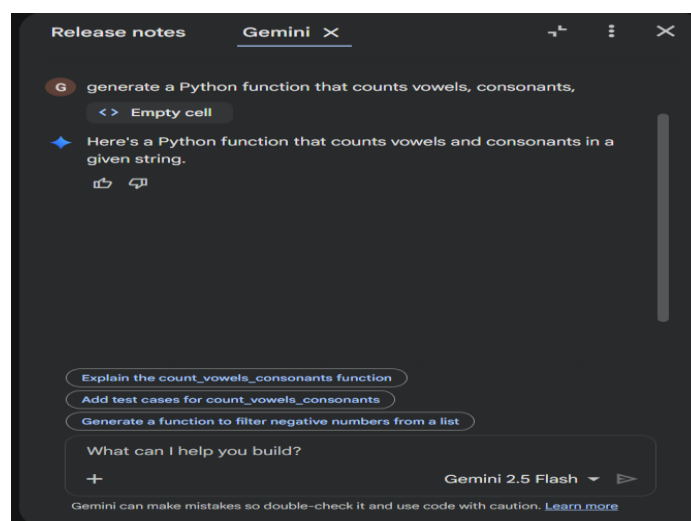 Release notes Gemini
G generate a Python function that counts vowels, consonants,
<> Empty cell
Here's a Python function that counts vowels and consonants in a
given string.
Explain the count_vowels_consonants function
Add test cases for count_vowels_consonants
Generate a function to filter negative numbers from a list
What can I help you build?
Gemini 2.5 Flash
Gemini can make mistakes so double-check it and use code with caution. Learn more